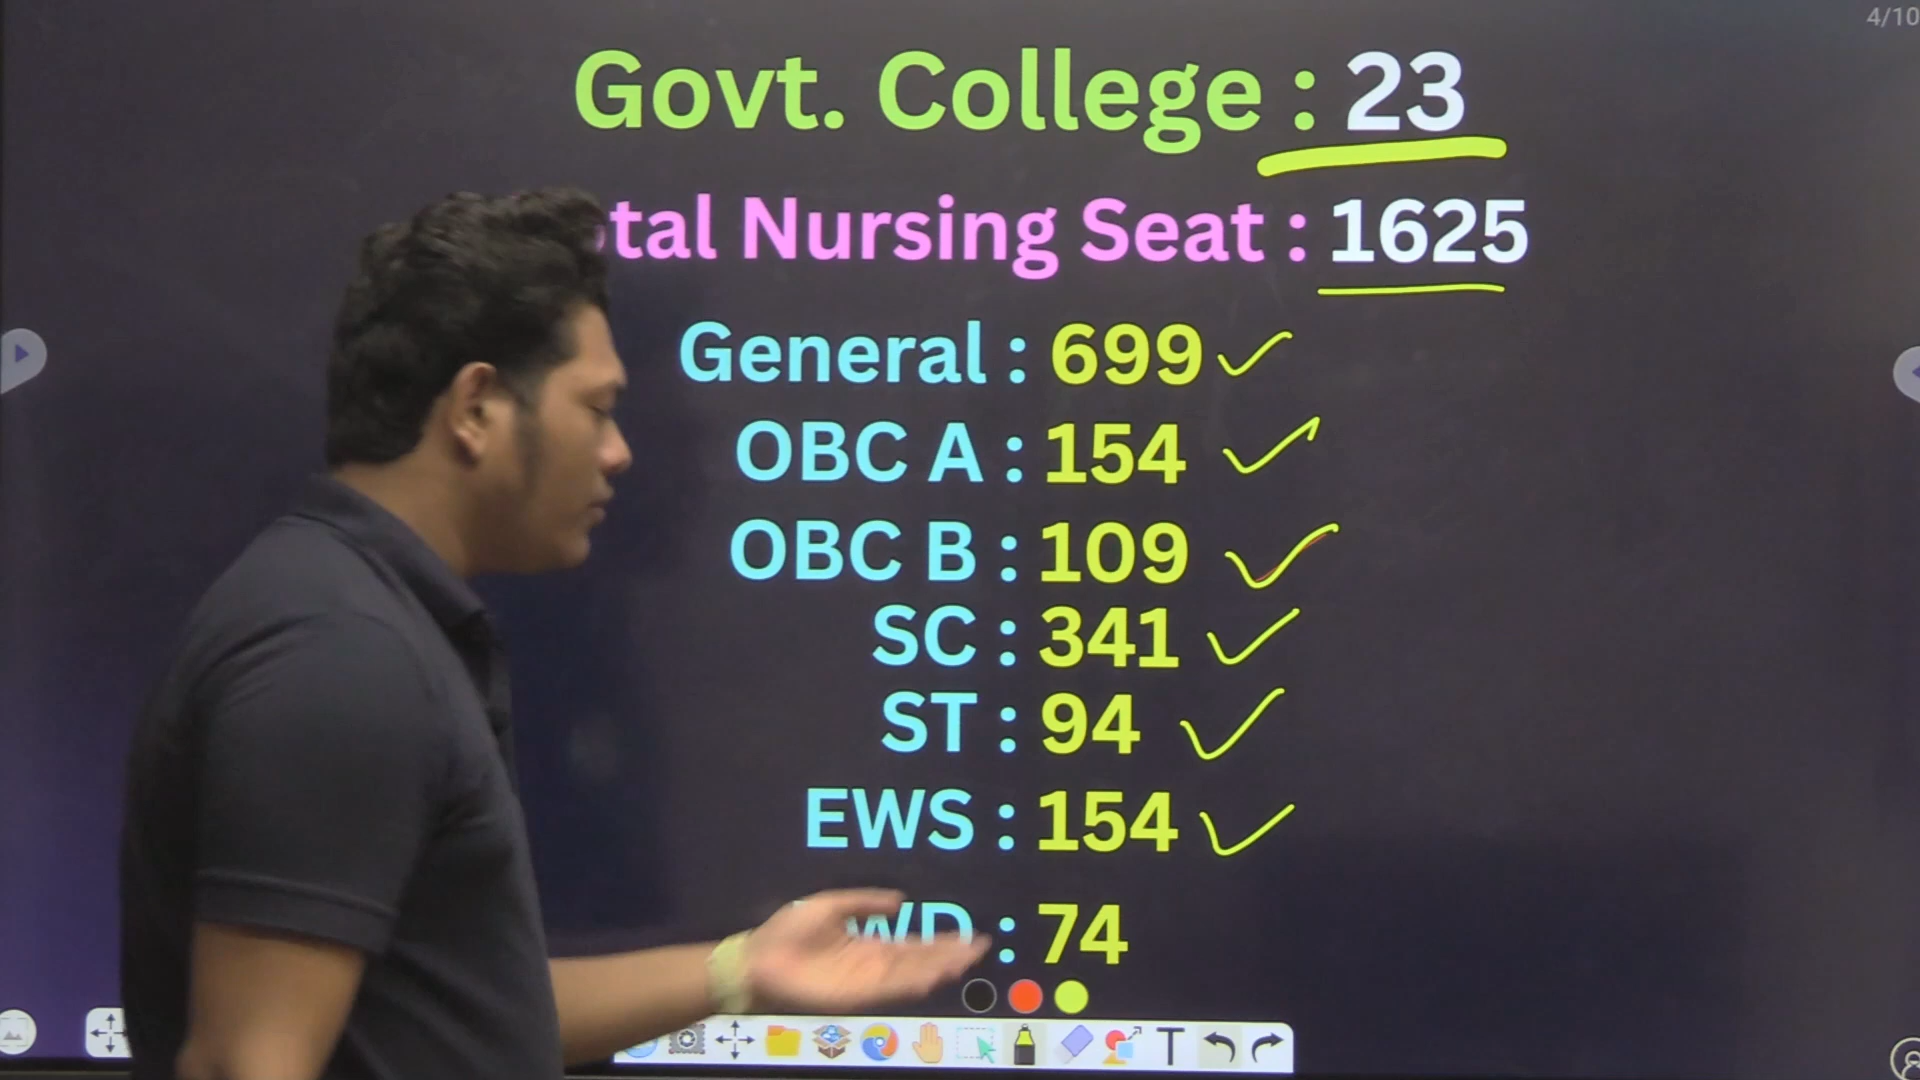 4/10
Govt. College : 23
Nursing Seat : 1625
General : 699
OBC A : 154
OBC B : 109
SC : 341
ST : 94
EWS : 154
: 74
T